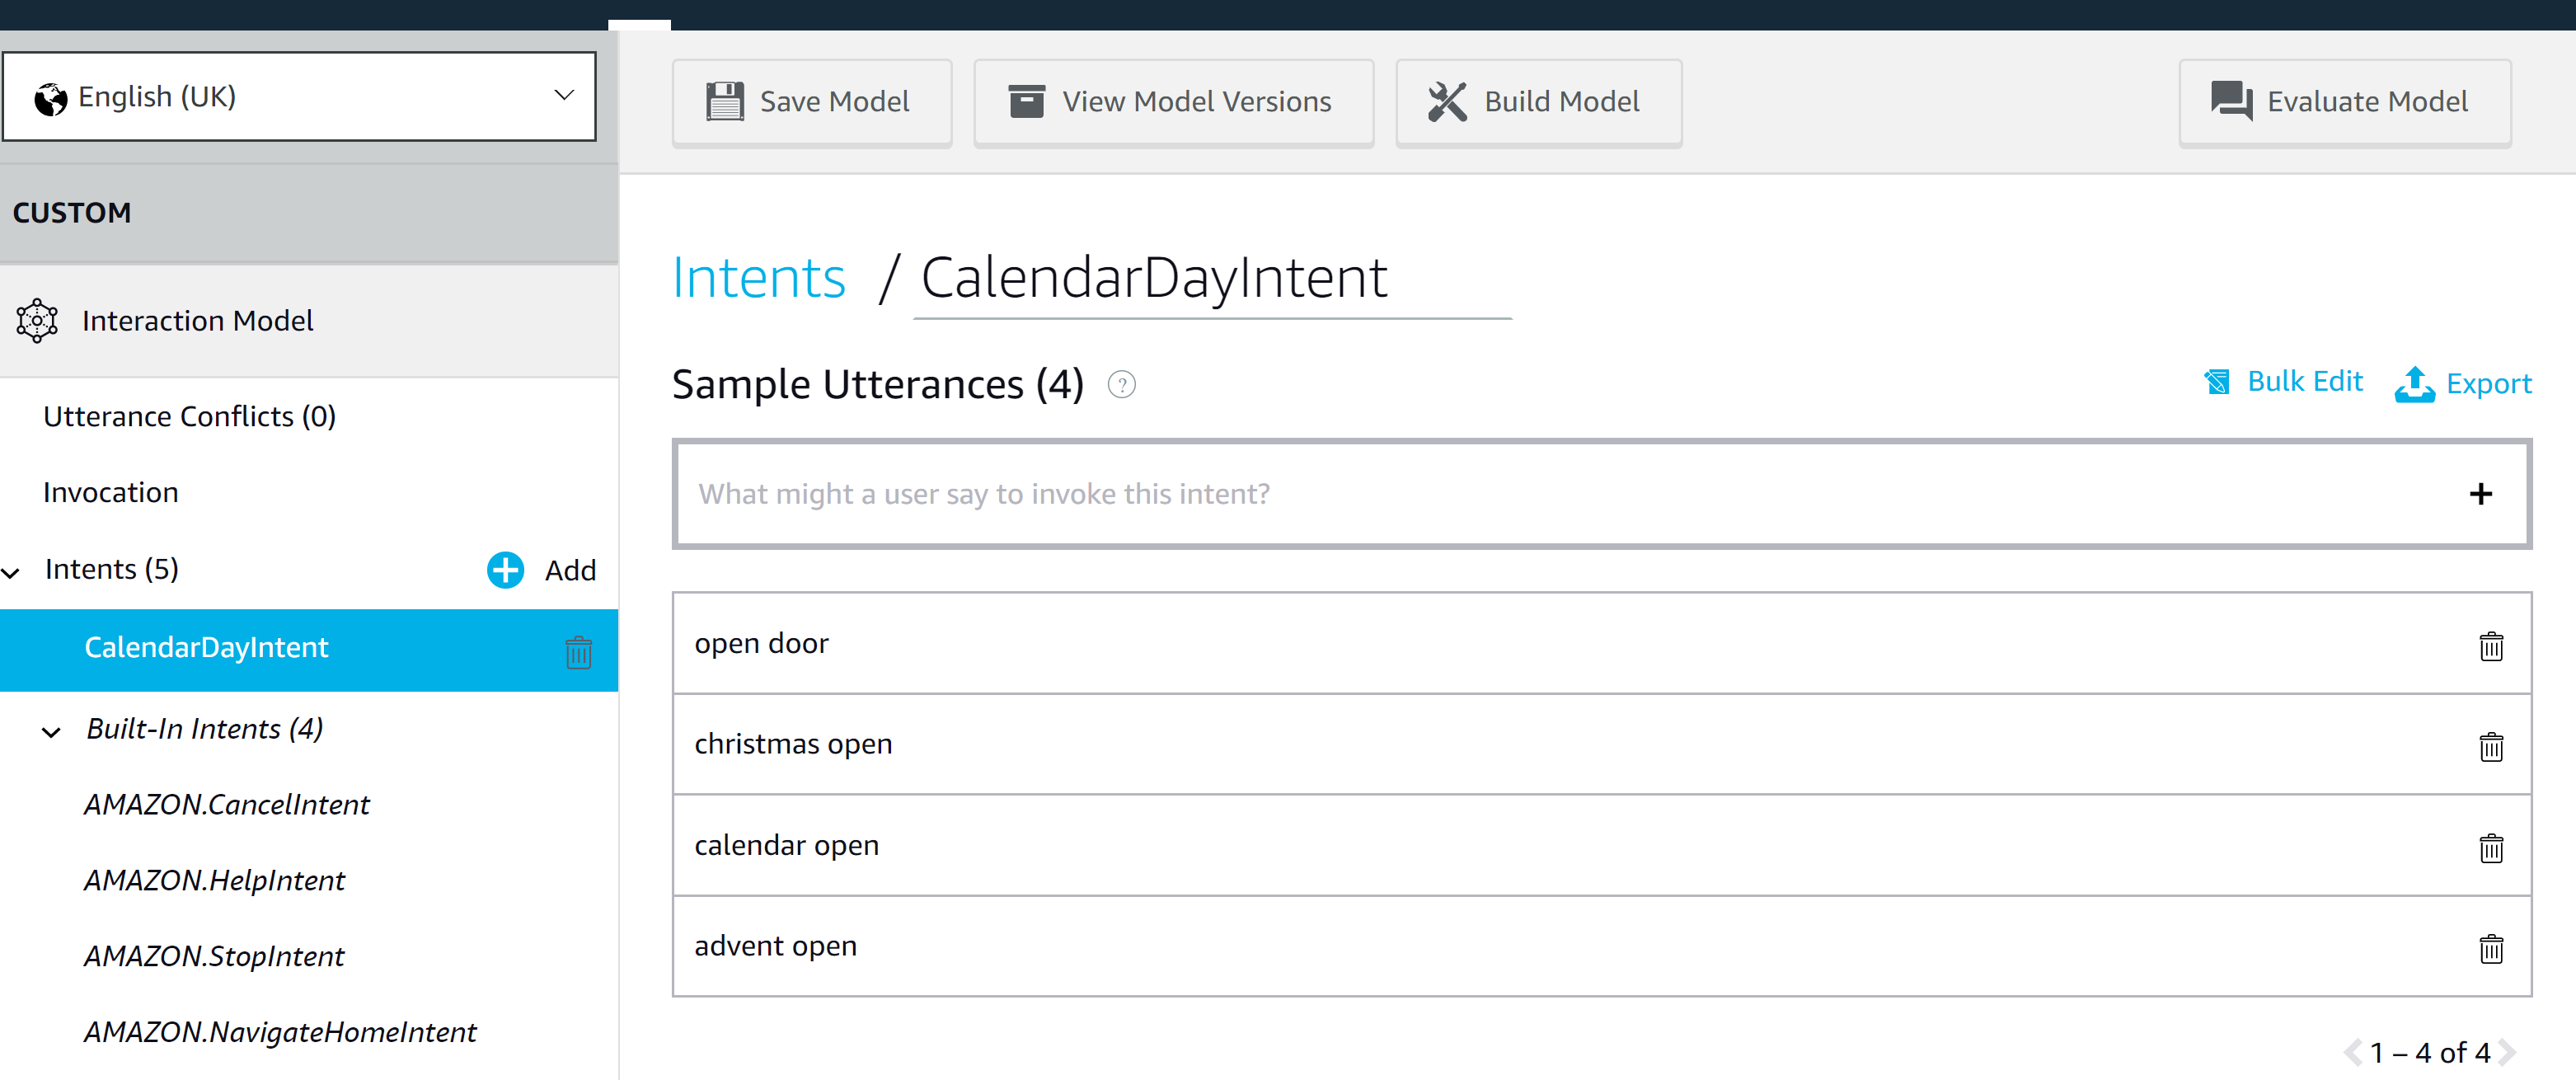 English (UK)
CUSTOM
Interaction Model
Utterance Conflicts (0)
Invocation
Intents (5)
Add
CalendarDayIntent
Built-In Intents (4)
AMAZON.CancelIntent
AMAZON.HelpIntent
AMAZON.StopIntent
AMAZON.NavigateHomeIntent
Save Model
View Model Versions
Build Model
Evaluate Model
Intents / CalendarDayIntent
Sample Utterances (4) ?
Bulk Edit
Export
What might a user say to invoke this intent?
open door
christmas open
calendar open
advent open
1 – 4 of 4